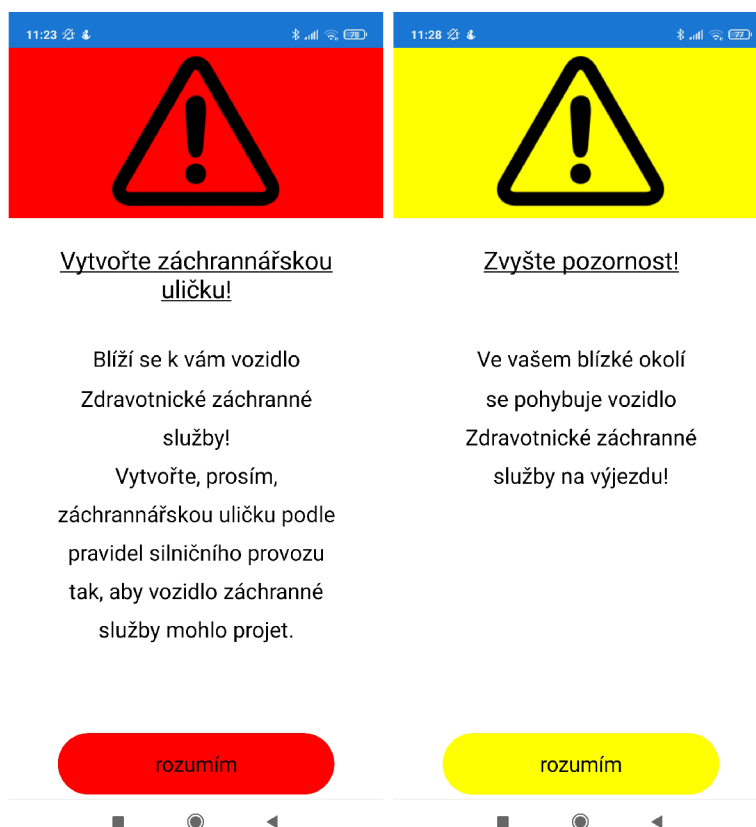 11:23
78
Vytvořte záchrannářskou
uličku!
Blíží se k vám vozidlo
Zdravotnické záchranné
služby!
Vytvořte, prosím,
záchrannářskou uličku podle
pravidel silničního provozu
tak, aby vozidlo záchranné
služby mohlo projet.
rozumím
11:28
77
Zvyšte pozornost!
Ve vašem blízké okolí
se pohybuje vozidlo
Zdravotnické záchranné
služby na výjezdu!
rozumím